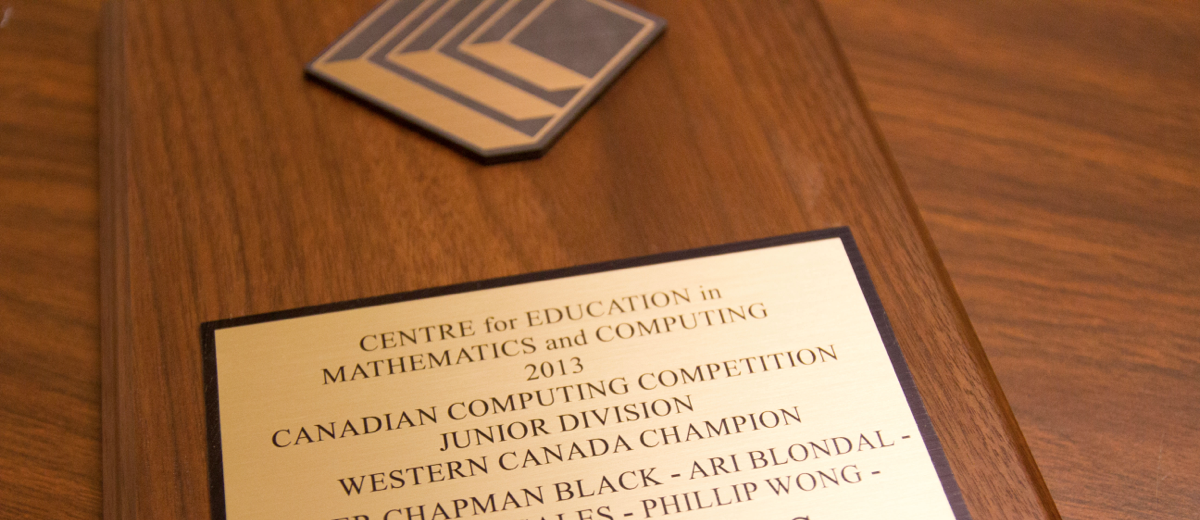 CENTRE for EDUCATION in
MATHEMATICS and COMPUTING
2013
CANADIAN COMPUTING COMPETITION
JUNIOR DIVISION
WESTERN CANADA CHAMPION
CHAPMAN BLACK - ARI BLONDAL -
- PHILLIP WONG -